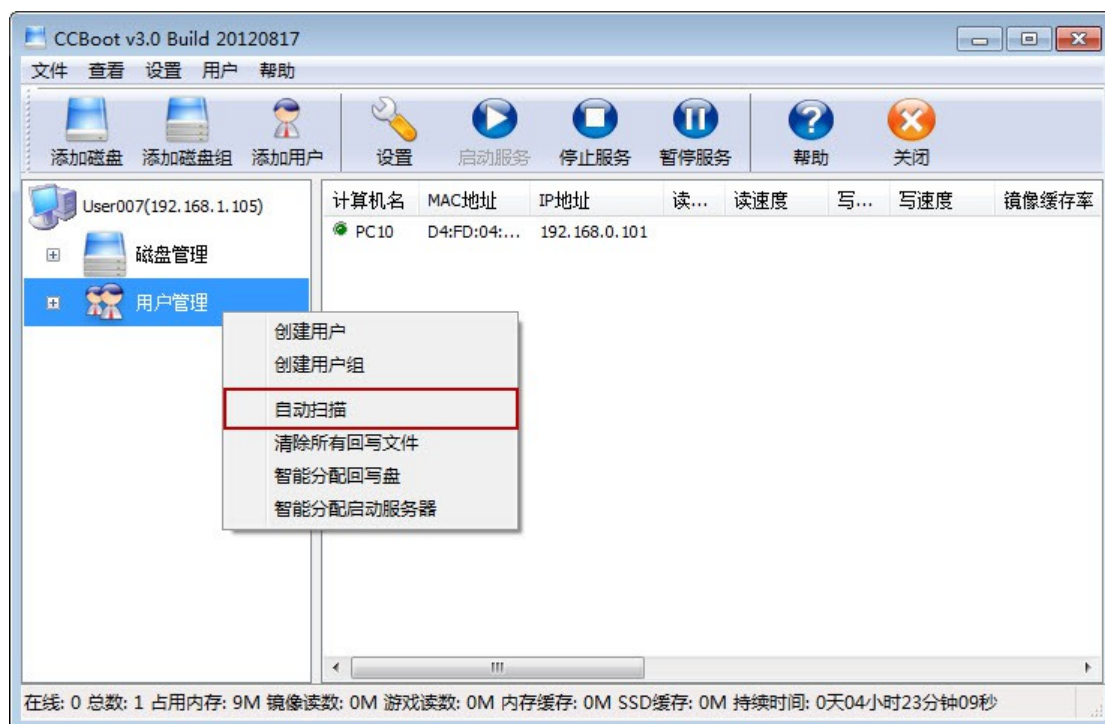 CCBoot v3.0 Build 20120817
文件 查看 设置 用户 帮助
添加磁盘 添加磁盘组 添加用户 设置 启动服务 停止服务 暂停服务 帮助 关闭
User007(192.168.1.105)
磁盘管理
用户管理
计算机名 MAC地址 IP地址 读... 读速度 写... 写速度 镜像缓存率
PC10 D4:FD:04:... 192.168.0.101
创建用户
创建用户组
自动扫描
清除所有回写文件
智能分配回写盘
智能分配启动服务器
在线: 0 总数: 1 占用内存: 9M 镜像读数: 0M 游戏读数: 0M 内存缓存: 0M SSD缓存: 0M 持续时间: 0天04小时23分钟09秒